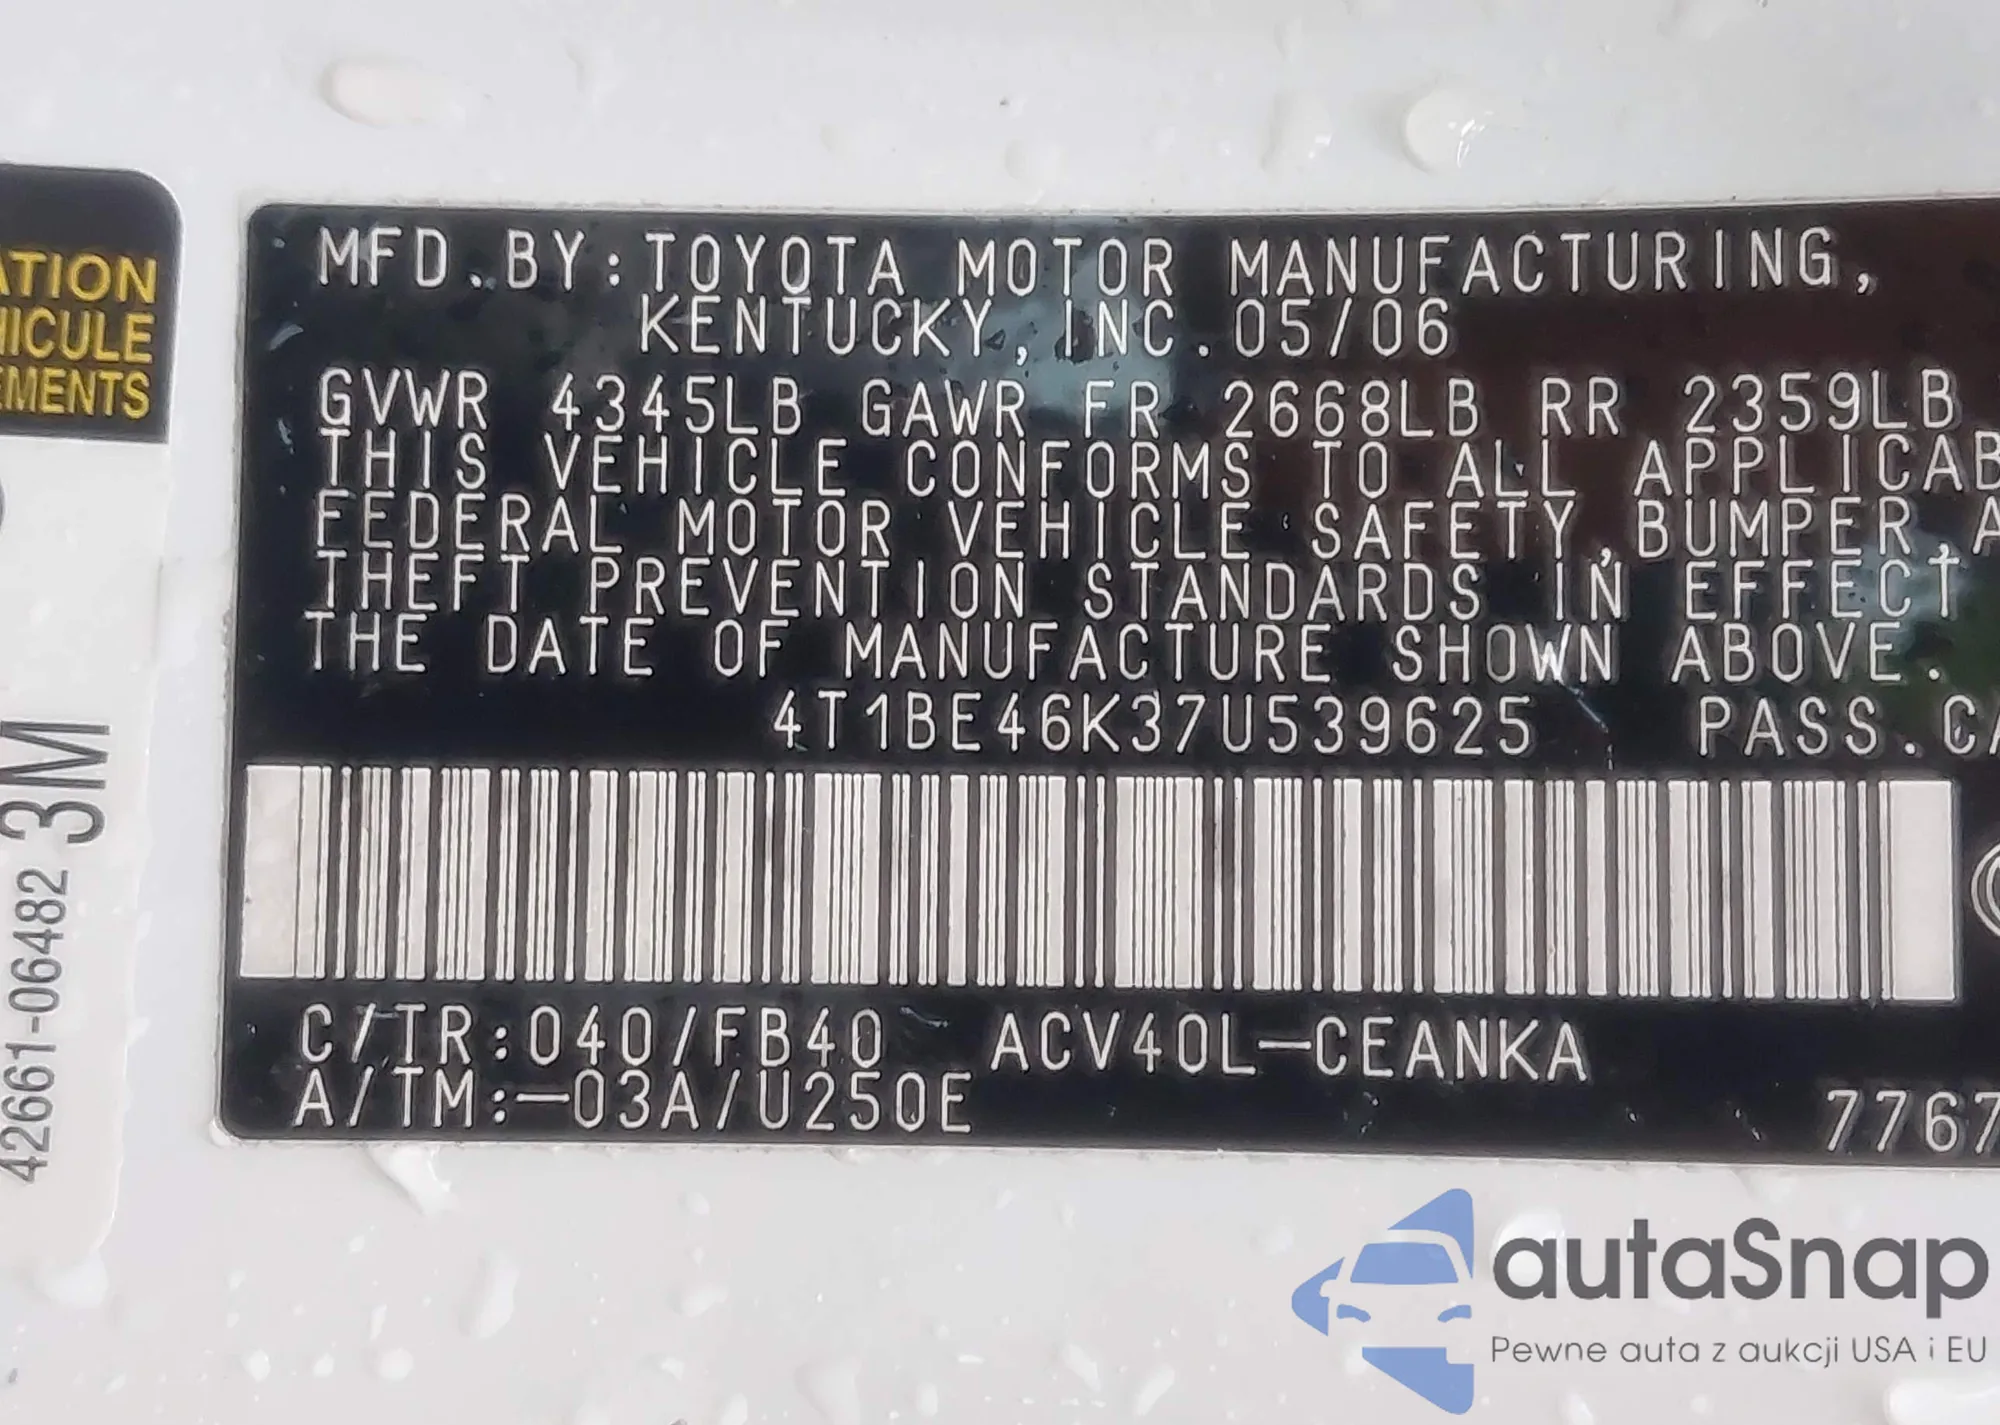 ATION
HICULE
EMENTS
3M
42661-06482
MFD.BY:TOYOTA MOTOR MANUFACTURING,
KENTUCKY,INC.05/06
GVWR 4345LB GAWR FR 2668LB RR 2359LB
THIS VEHICLE CONFORMS TO ALL APPLICAB
FEDERAL MOTOR VEHICLE SAFETY,BUMPER,A
THEFT PREVENTION STANDARDS IN EFFECT
THE DATE OF MANUFACTURE SHOWN ABOVE.
4T1BE46K37U539625 PASS.CA
C/TR:040/FB40 ACV40L-CEANKA
A/TM:-03A/U250E
7767
autaSnap
Pewne auta z aukcji USA i EU